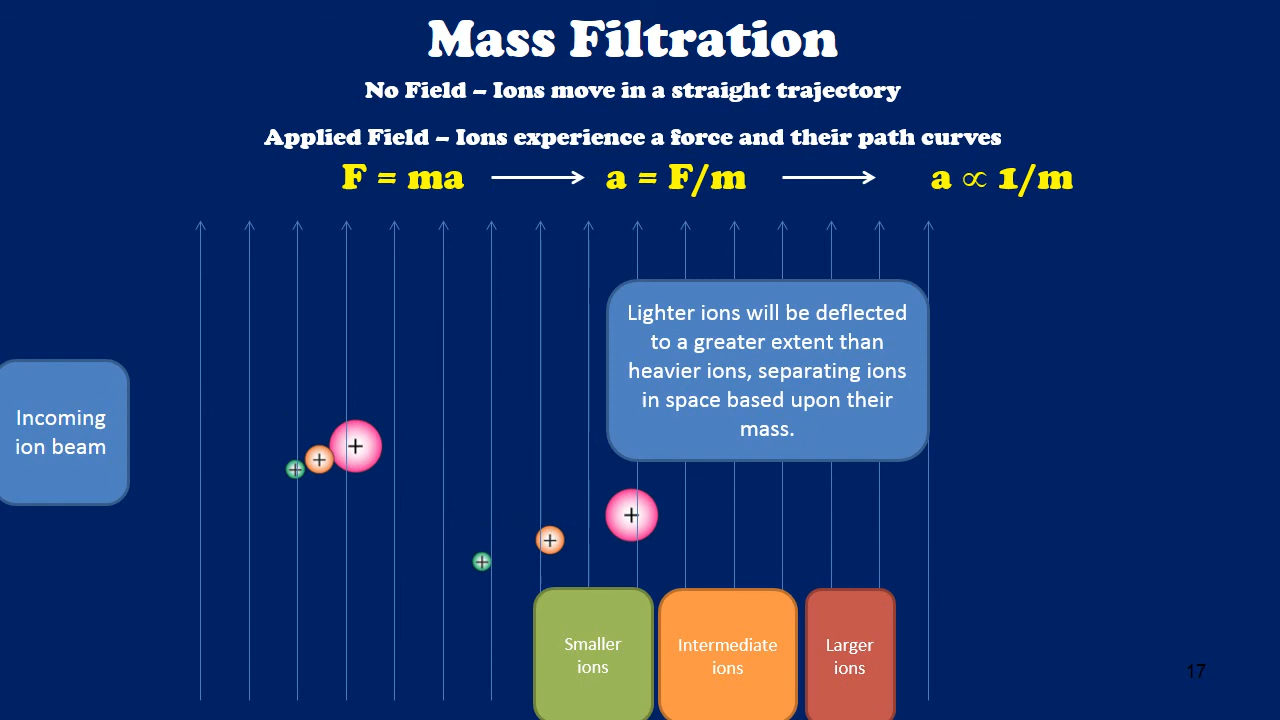 Mass Filtration
No Field – Ions move in a straight trajectory
Applied Field – Ions experience a force and their path curves
F = ma
a = F/m
a ∝ 1/m
Lighter ions will be deflected
to a greater extent than
heavier ions, separating ions
in space based upon their
mass.
Incoming
ion beam
+
+
+
+
+
+
Smaller
ions
Intermediate
ions
Larger
ions
17